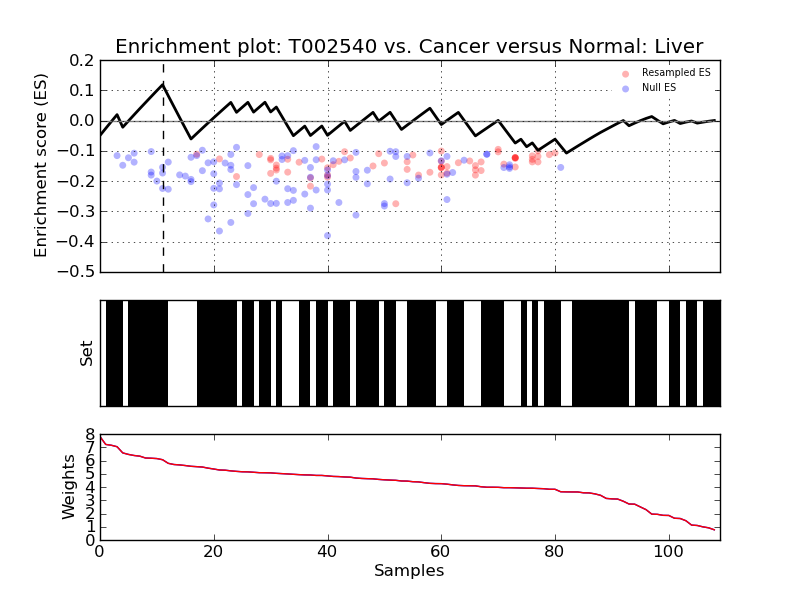 Enrichment plot: T002540 vs. Cancer versus Normal: Liver
Enrichment score (ES)
0.2
0.1
0.0
−0.1
−0.2
−0.3
−0.4
−0.5
Resampled ES
Null ES
Set
Weights
8
7
6
5
4
3
2
1
0
0 20 40 60 80 100
Samples